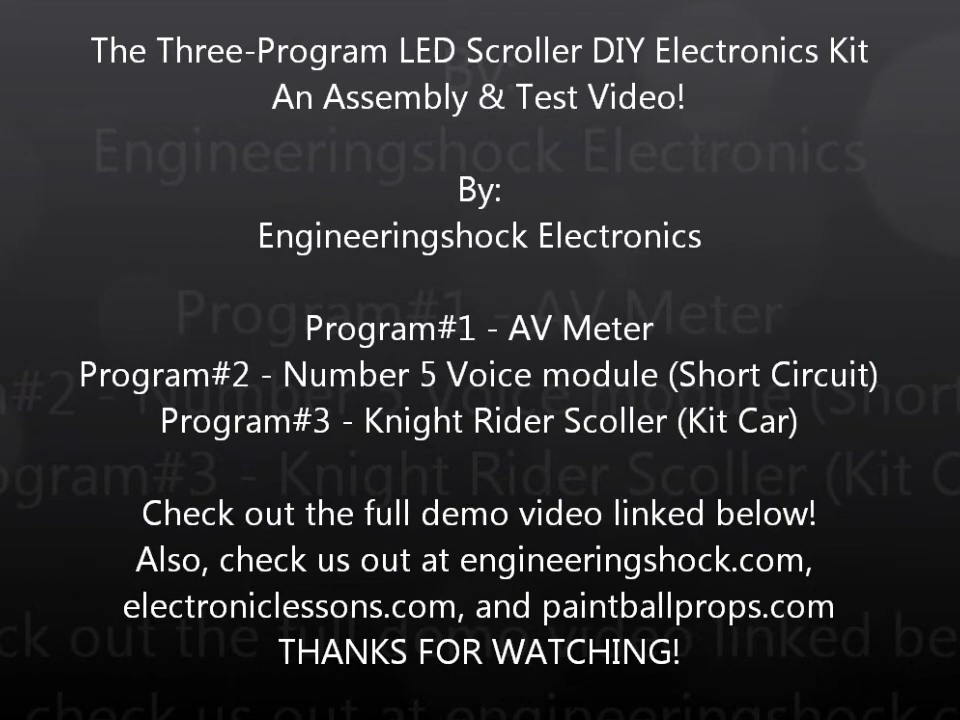 The Three-Program LED Scroller DIY Electronics Kit
An Assembly & Test Video!
By:
Engineeringshock Electronics
Program#1 - AV Meter
Program#2 - Number 5 Voice module (Short Circuit)
Program#3 - Knight Rider Scoller (Kit Car)
Check out the full demo video linked below!
Also, check us out at engineeringshock.com,
electroniclessons.com, and paintballprops.com
THANKS FOR WATCHING!